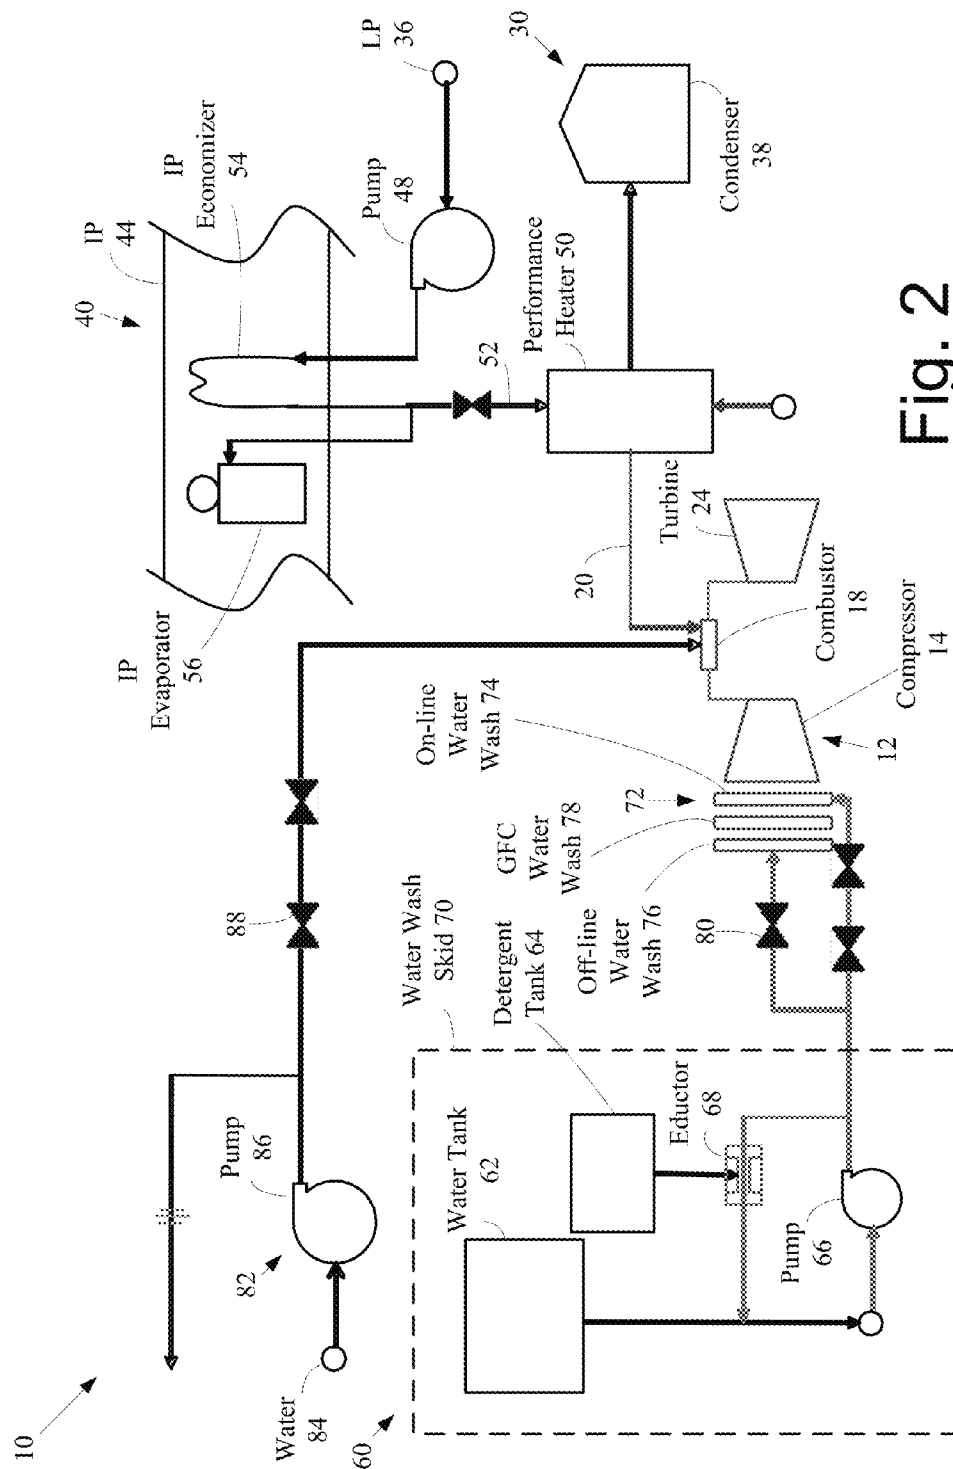 10
Water
84
82
Pump
86
88
60
Water Wash
Skid 70
Water Tank
62
Detergent
Tank 64
Eductor
68
Pump
66
Off-line
Water
Wash 76
GFC
Water
Wash 78
On-line
Water
Wash 74
72
80
12
Compressor
14
Combustor
18
Turbine
24
20
IP
Evaporator
56
40
IP
44
IP
Economizer
54
LP
36
Pump
48
52
Performance
Heater 50
30
Condenser
38
Fig. 2